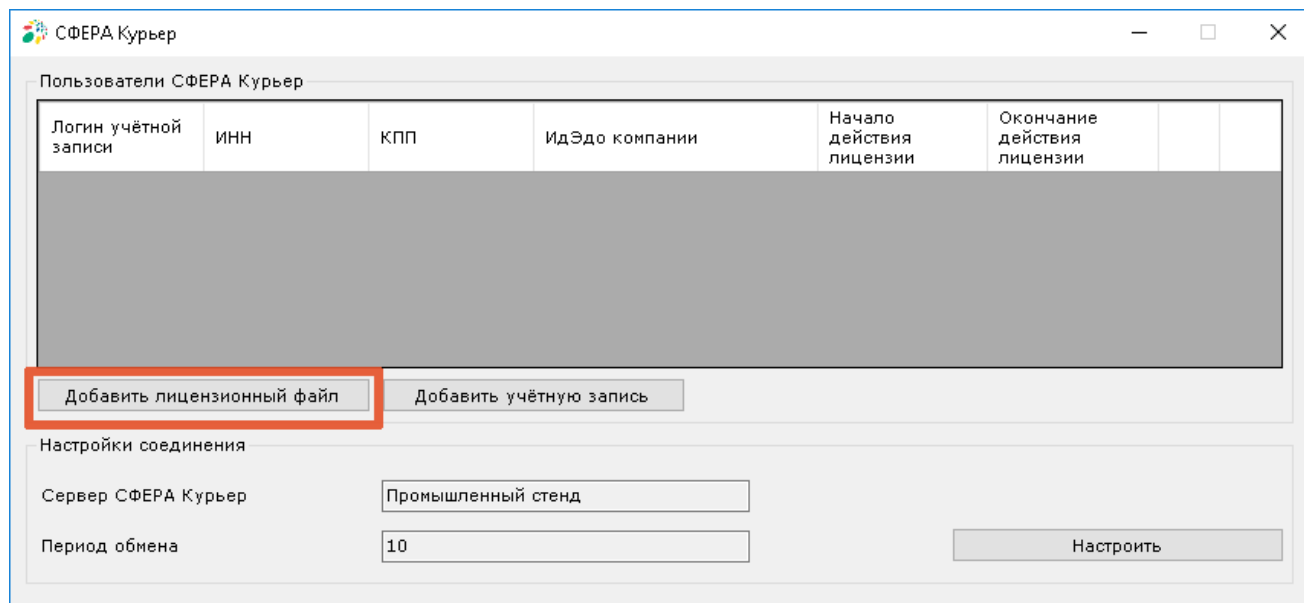 СФЕРА Курьер
Пользователи СФЕРА Курьер
Логин учётной
записи
ИНН
КПП
ИдЭдо компании
Начало
действия
лицензии
Окончание
действия
лицензии
Добавить лицензионный файл
Добавить учётную запись
Настройки соединения
Сервер СФЕРА Курьер
Промышленный стенд
Период обмена
10
Настроить